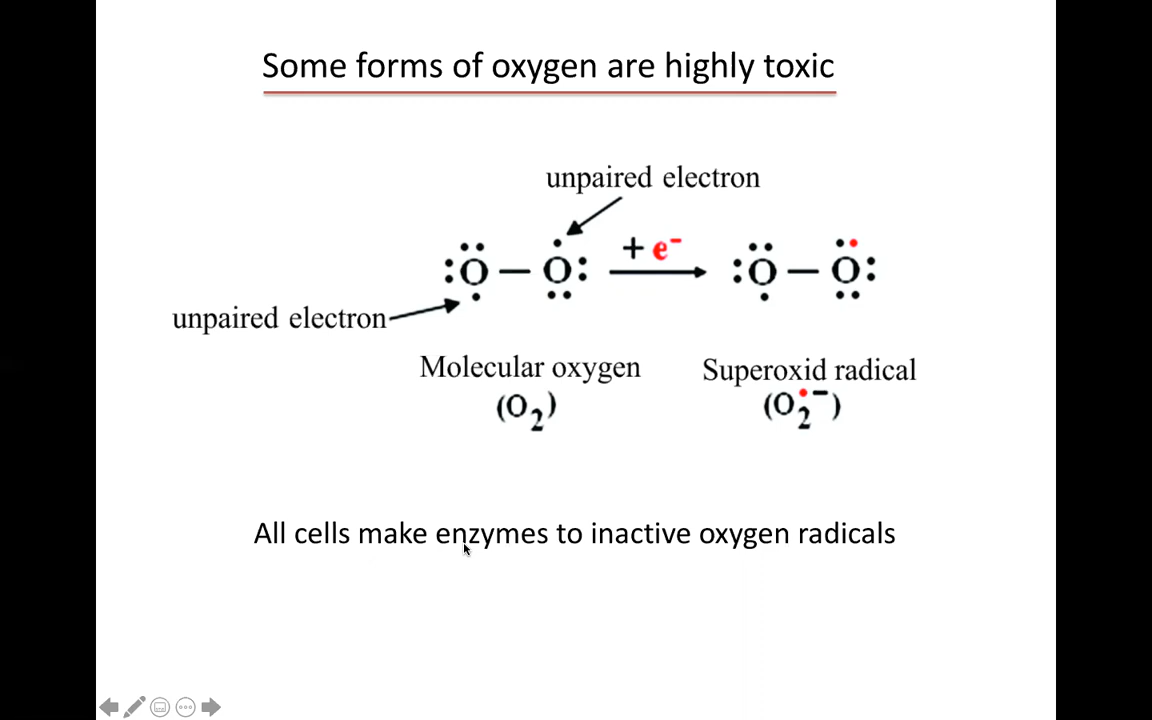 Some forms of oxygen are highly toxic
unpaired electron
:O — O: + e⁻ :O — O:
unpaired electron
Molecular oxygen Superoxid radical
(O₂) (O₂•⁻)
All cells make enzymes to inactive oxygen radicals